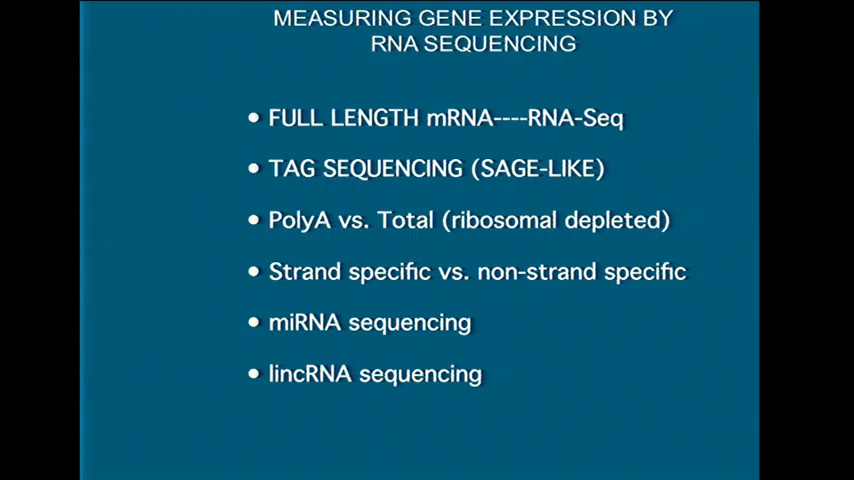 MEASURING GENE EXPRESSION BY
RNA SEQUENCING
• FULL LENGTH mRNA----RNA-Seq
• TAG SEQUENCING (SAGE-LIKE)
• PolyA vs. Total (ribosomal depleted)
• Strand specific vs. non-strand specific
• miRNA sequencing
• lincRNA sequencing